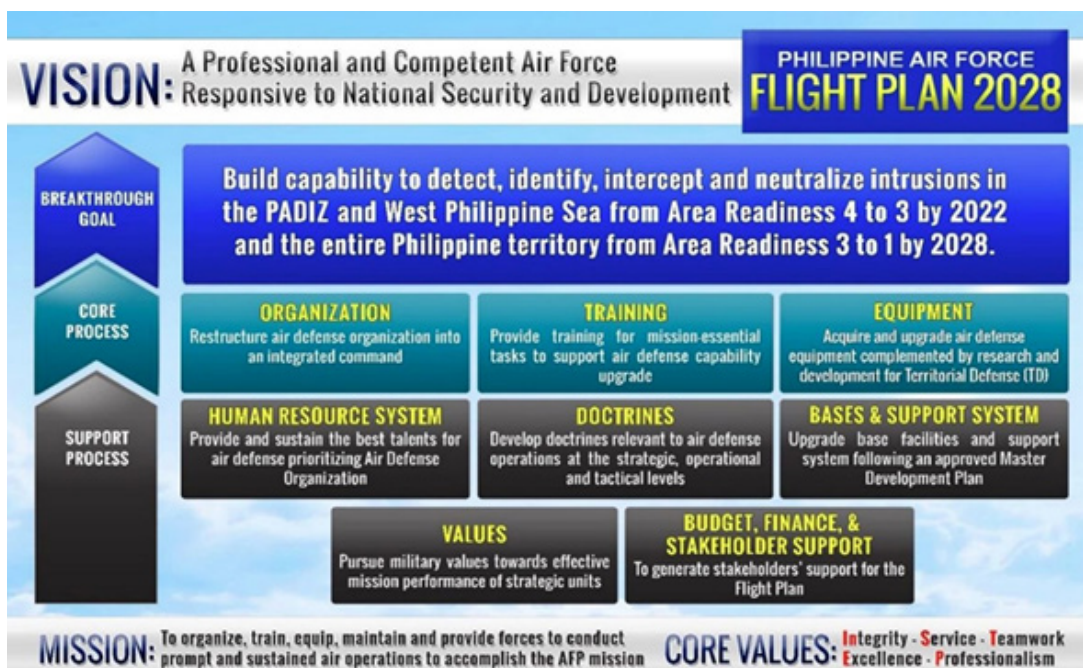 VISION: A Professional and Competent Air Force
Responsive to National Security and Development
PHILIPPINE AIR FORCE
FLIGHT PLAN 2028
BREAKTHROUGH
GOAL
Build capability to detect, identify, intercept and neutralize intrusions in
the PADIZ and West Philippine Sea from Area Readiness 4 to 3 by 2022
and the entire Philippine territory from Area Readiness 3 to 1 by 2028.
CORE
PROCESS
ORGANIZATION
Restructure air defense organization into
an integrated command
TRAINING
Provide training for mission-essential
tasks to support air defense capability
upgrade
EQUIPMENT
Acquire and upgrade air defense
equipment complemented by research and
development for Territorial Defense (TD)
SUPPORT
PROCESS
HUMAN RESOURCE SYSTEM
Provide and sustain the best talents for
air defense prioritizing Air Defense
Organization
DOCTRINES
Develop doctrines relevant to air defense
operations at the strategic, operational
and tactical levels
BASES & SUPPORT SYSTEM
Upgrade base facilities and support
system following an approved Master
Development Plan
VALUES
Pursue military values towards effective
mission performance of strategic units
BUDGET, FINANCE, &
STAKEHOLDER SUPPORT
To generate stakeholders' support for the
Flight Plan
MISSION: To organize, train, equip, maintain and provide forces to conduct
prompt and sustained air operations to accomplish the AFP mission
CORE VALUES: Integrity - Service - Teamwork
Excellence - Professionalism